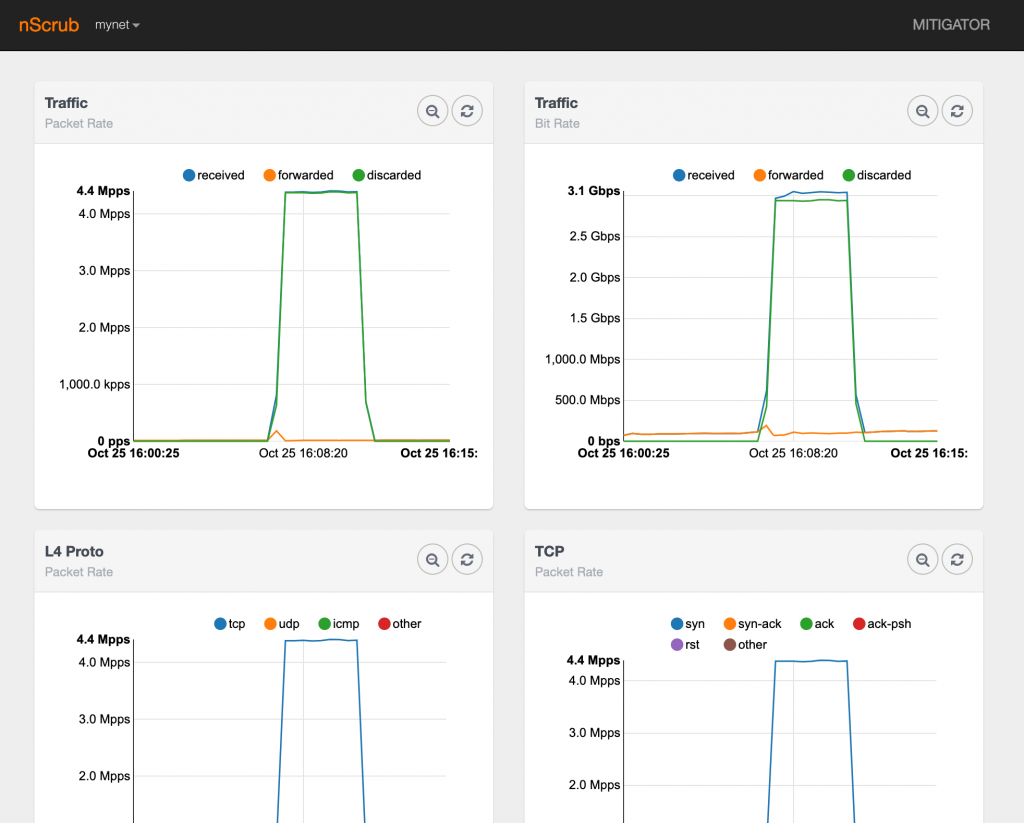 nScrub mynet MITIGATOR
Traffic
Packet Rate
received forwarded discarded
4.4 Mpps
4.0 Mpps
3.0 Mpps
2.0 Mpps
1,000.0 kpps
0 pps
Oct 25 16:00:25 Oct 25 16:08:20 Oct 25 16:15:
Traffic
Bit Rate
received forwarded discarded
3.1 Gbps
2.5 Gbps
2.0 Gbps
1.5 Gbps
1,000.0 Mbps
500.0 Mbps
0 bps
Oct 25 16:00:25 Oct 25 16:08:20 Oct 25 16:15:
L4 Proto
Packet Rate
tcp udp icmp other
4.4 Mpps
4.0 Mpps
3.0 Mpps
2.0 Mpps
TCP
Packet Rate
syn syn-ack ack ack-psh
rst other
4.4 Mpps
4.0 Mpps
3.0 Mpps
2.0 Mpps